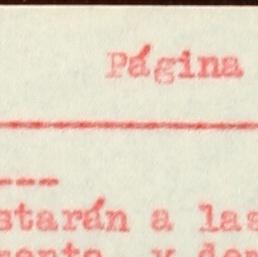 Página
---
starán a las